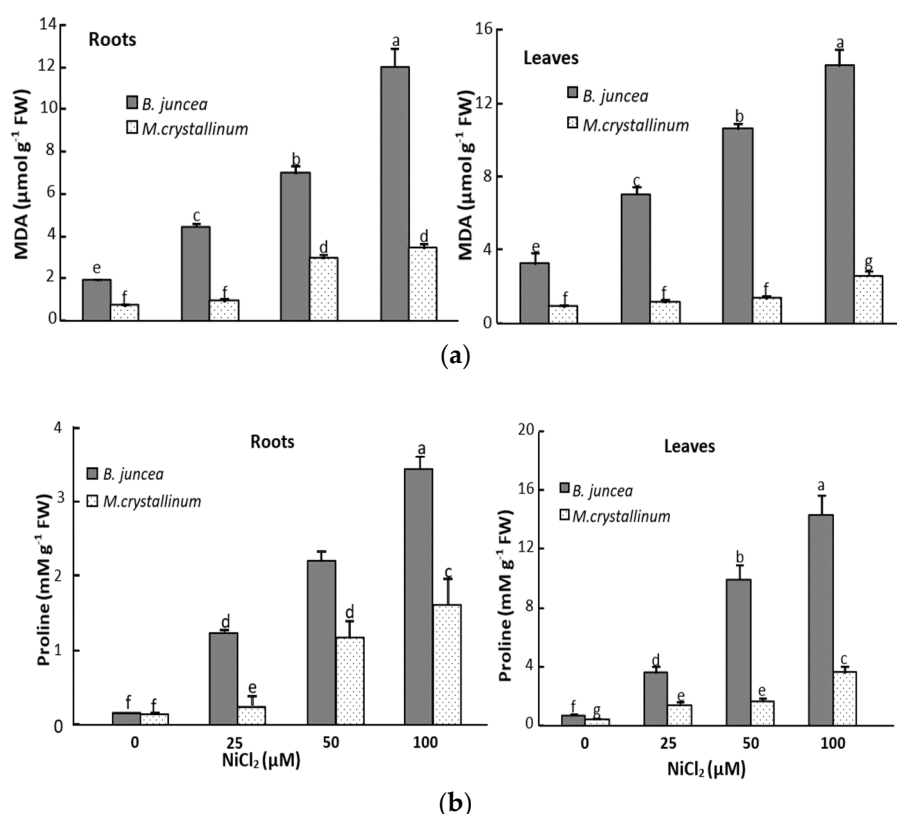 Roots
B. juncea
M.crystallinum
MDA (µmol g⁻¹ FW)
14
12
10
8
6
4
2
0
e
f
c
f
b
d
a
d
Leaves
B. juncea
M.crystallinum
MDA (µmol g⁻¹ FW)
16
12
8
4
0
e
f
c
f
b
f
a
g
(a)
Roots
B. juncea
M.crystallinum
Proline (mM g⁻¹ FW)
4
3
2
1
0
f
f
d
e
d
a
c
0
25
50
100
NiCl₂ (µM)
Leaves
B. juncea
M.crystallinum
Proline (mM g⁻¹ FW)
20
16
12
8
4
0
f
g
d
e
b
e
a
c
0
25
50
100
NiCl₂ (µM)
(b)